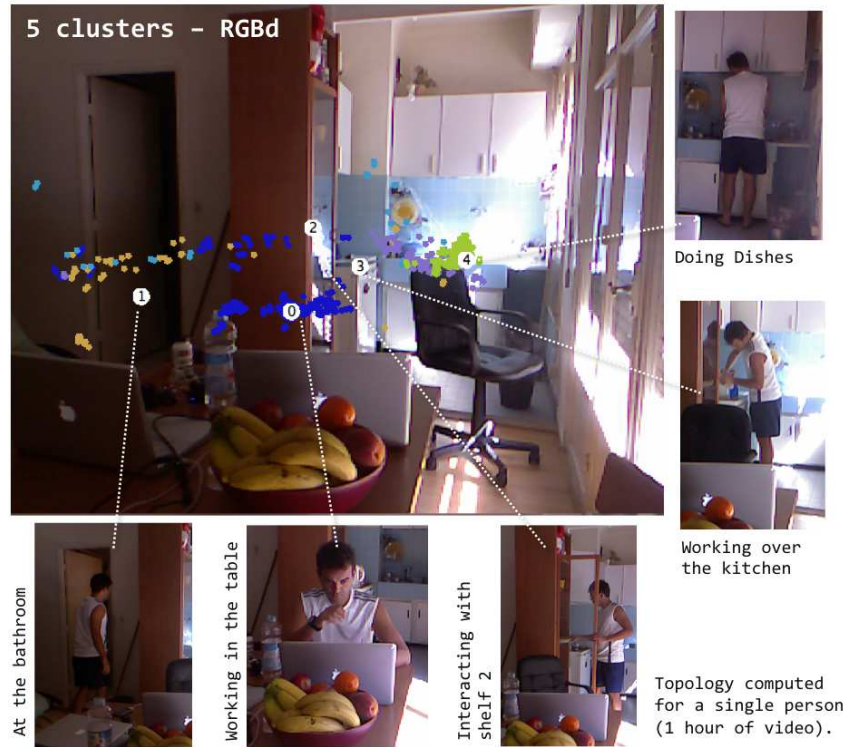 5 clusters – RGBd
2
3
4
1
0
Doing Dishes
Working over
the kitchen
At the bathroom
Working in the table
Interacting with
shelf 2
Topology computed
for a single person
(1 hour of video).